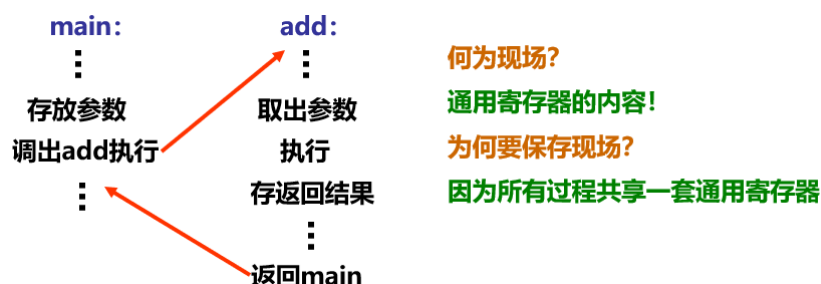 main：
⋮
存放参数
调出add执行
⋮
add：
⋮
取出参数
执行
存返回结果
⋮
返回main
何为现场？
通用寄存器的内容！
为何要保存现场？
因为所有过程共享一套通用寄存器